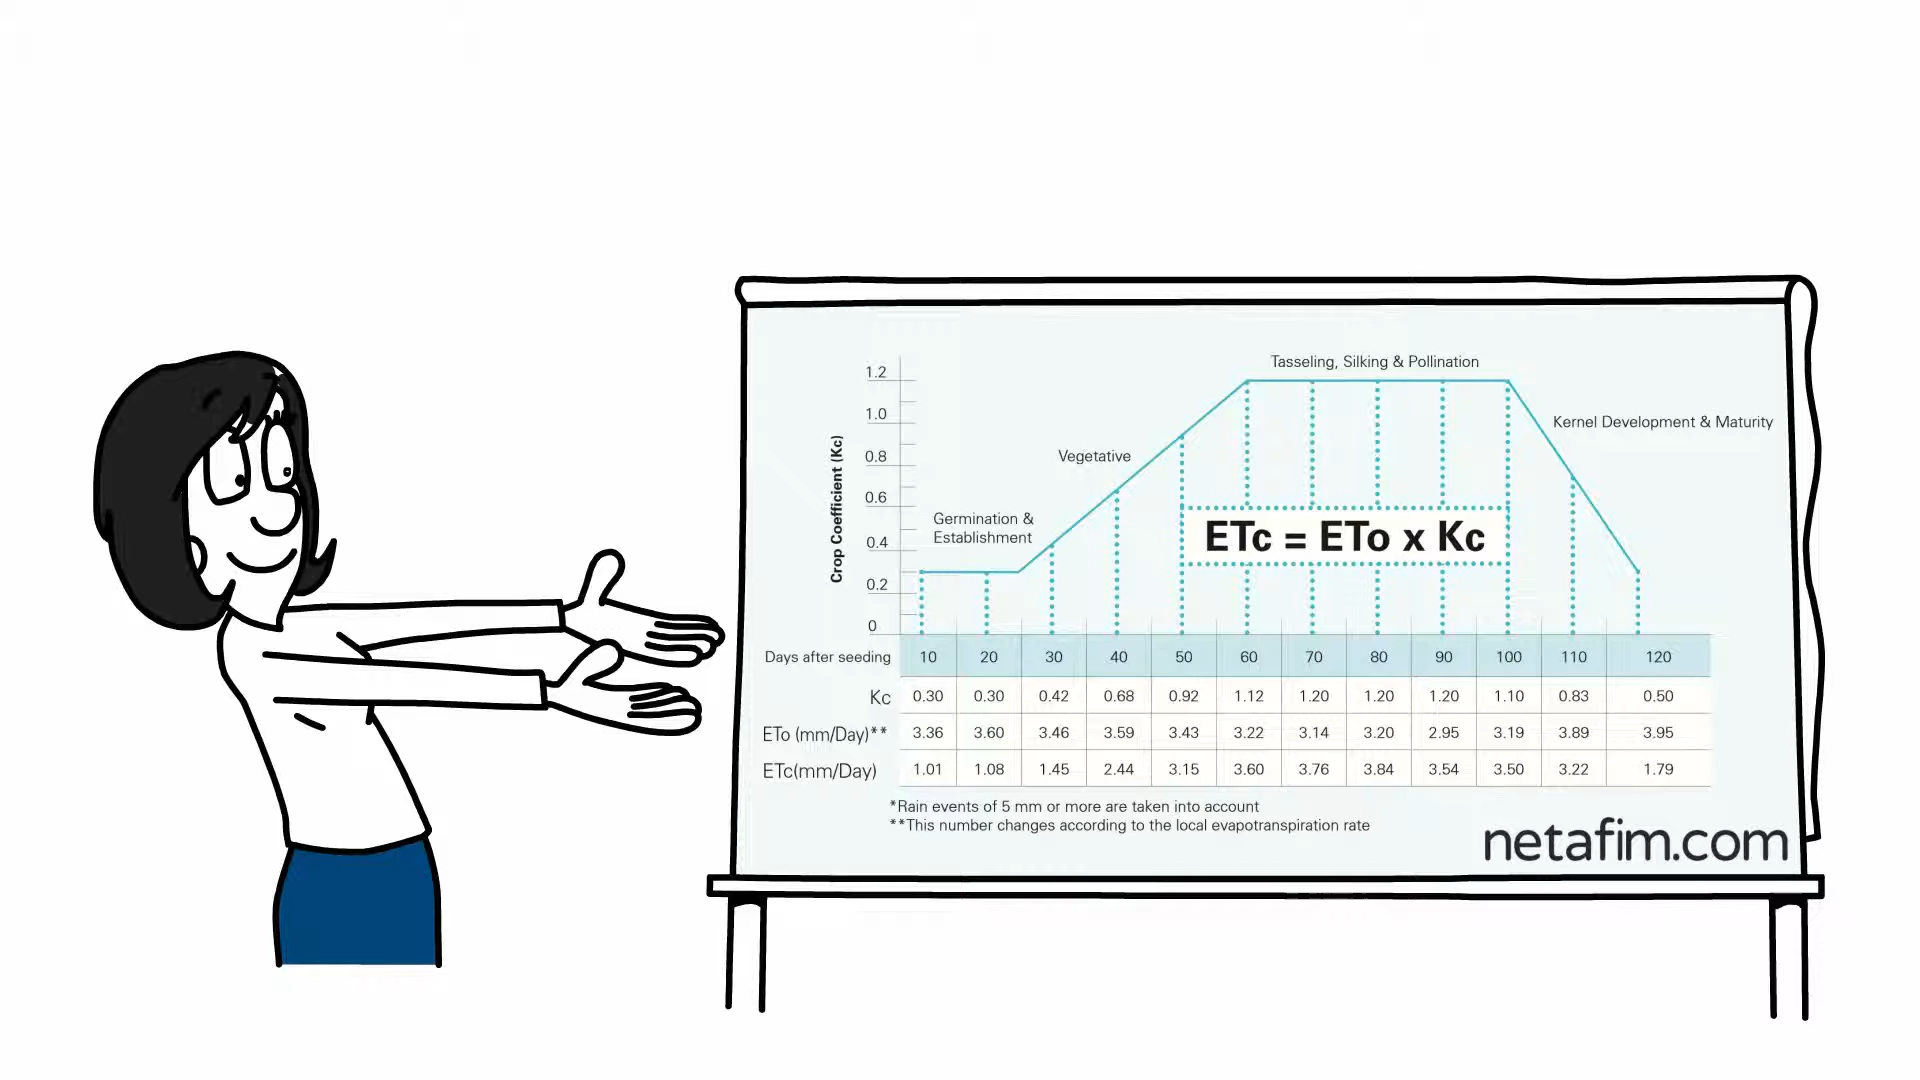 Tasseling, Silking & Pollination
Kernel Development & Maturity
Vegetative
Germination &
Establishment
ETc = ETo x Kc
Crop Coefficient (Kc)
1.2
1.0
0.8
0.6
0.4
0.2
0
Days after seeding 10 20 30 40 50 60 70 80 90 100 110 120
Kc 0.30 0.30 0.42 0.68 0.92 1.12 1.20 1.20 1.20 1.10 0.83 0.50
ETo (mm/Day)** 3.36 3.60 3.46 3.59 3.43 3.22 3.14 3.20 2.95 3.19 3.89 3.95
ETc(mm/Day) 1.01 1.08 1.45 2.44 3.15 3.60 3.76 3.84 3.54 3.50 3.22 1.79
*Rain events of 5 mm or more are taken into account
**This number changes according to the local evapotranspiration rate
netafim.com